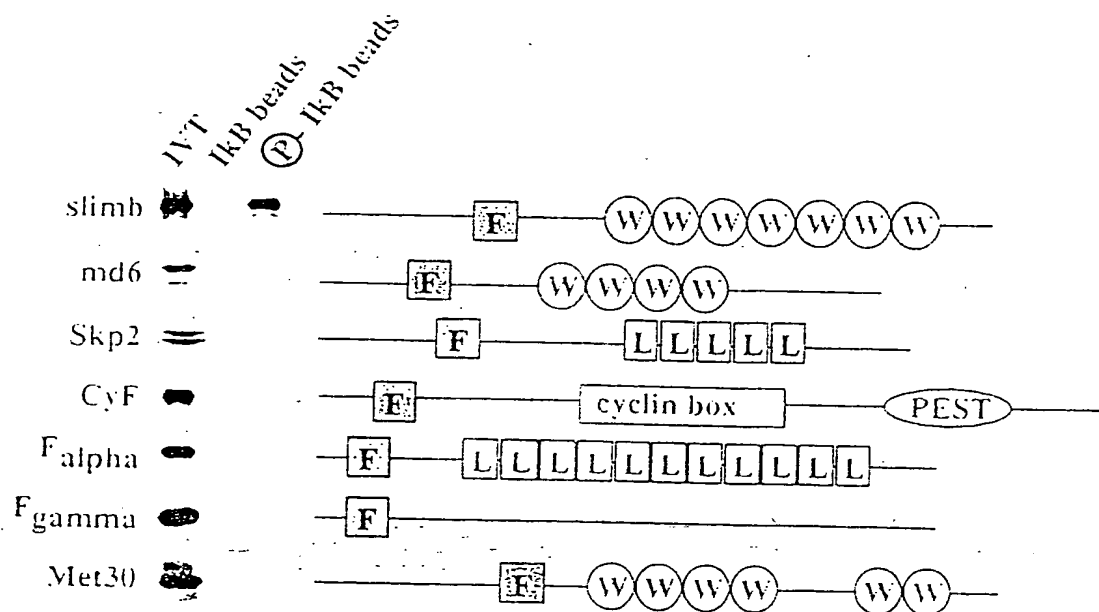 IVT
IkB beads
P - IkB beads
slimb F W W W W W W W
md6 F W W W W
Skp2 F L L L L L
CyF F cyclin box PEST
Falpha F L L L L L L L L L L L
Fgamma F
Met30 F W W W W W W